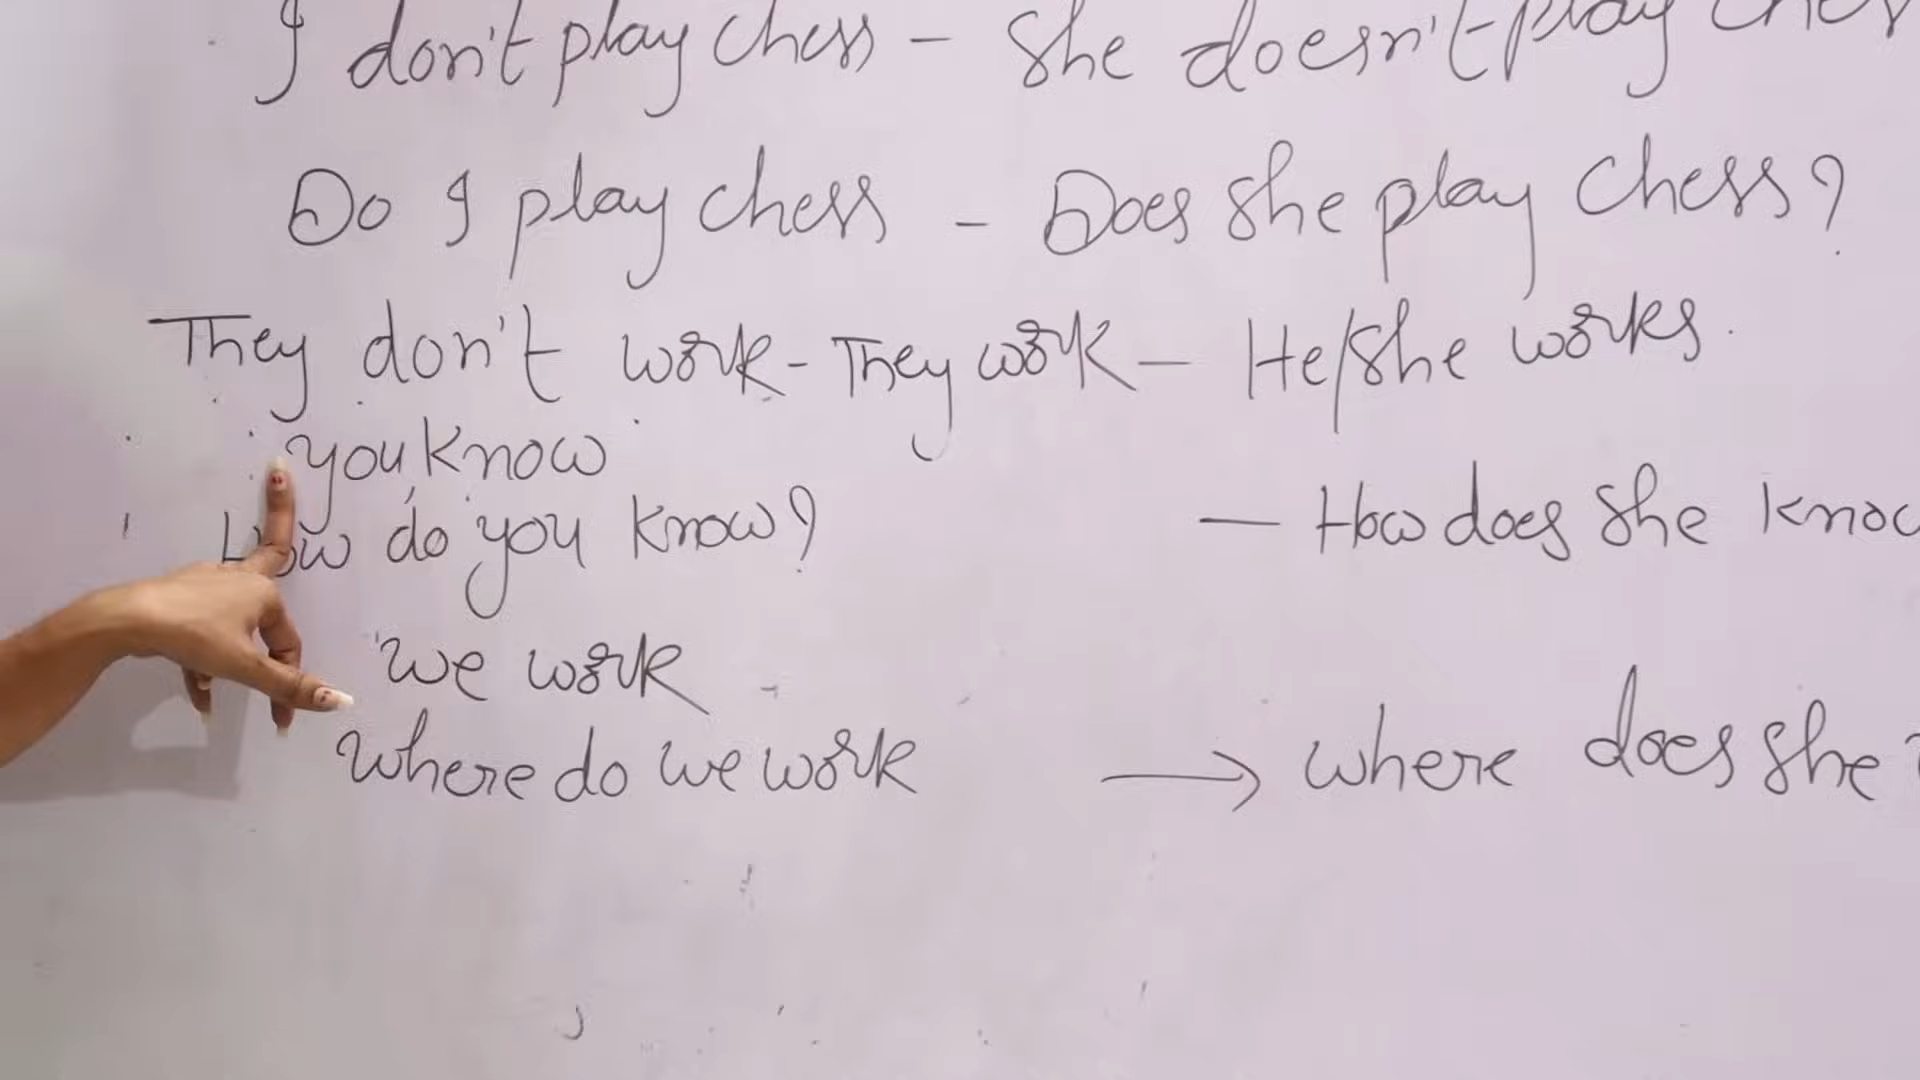 I don't play chess - She doesn't play ches
Do I play chess - Does She play chess?
They don't work - They work - He/She works.
you know
How do you know? - How does She know
We work
Where do we work → where does She